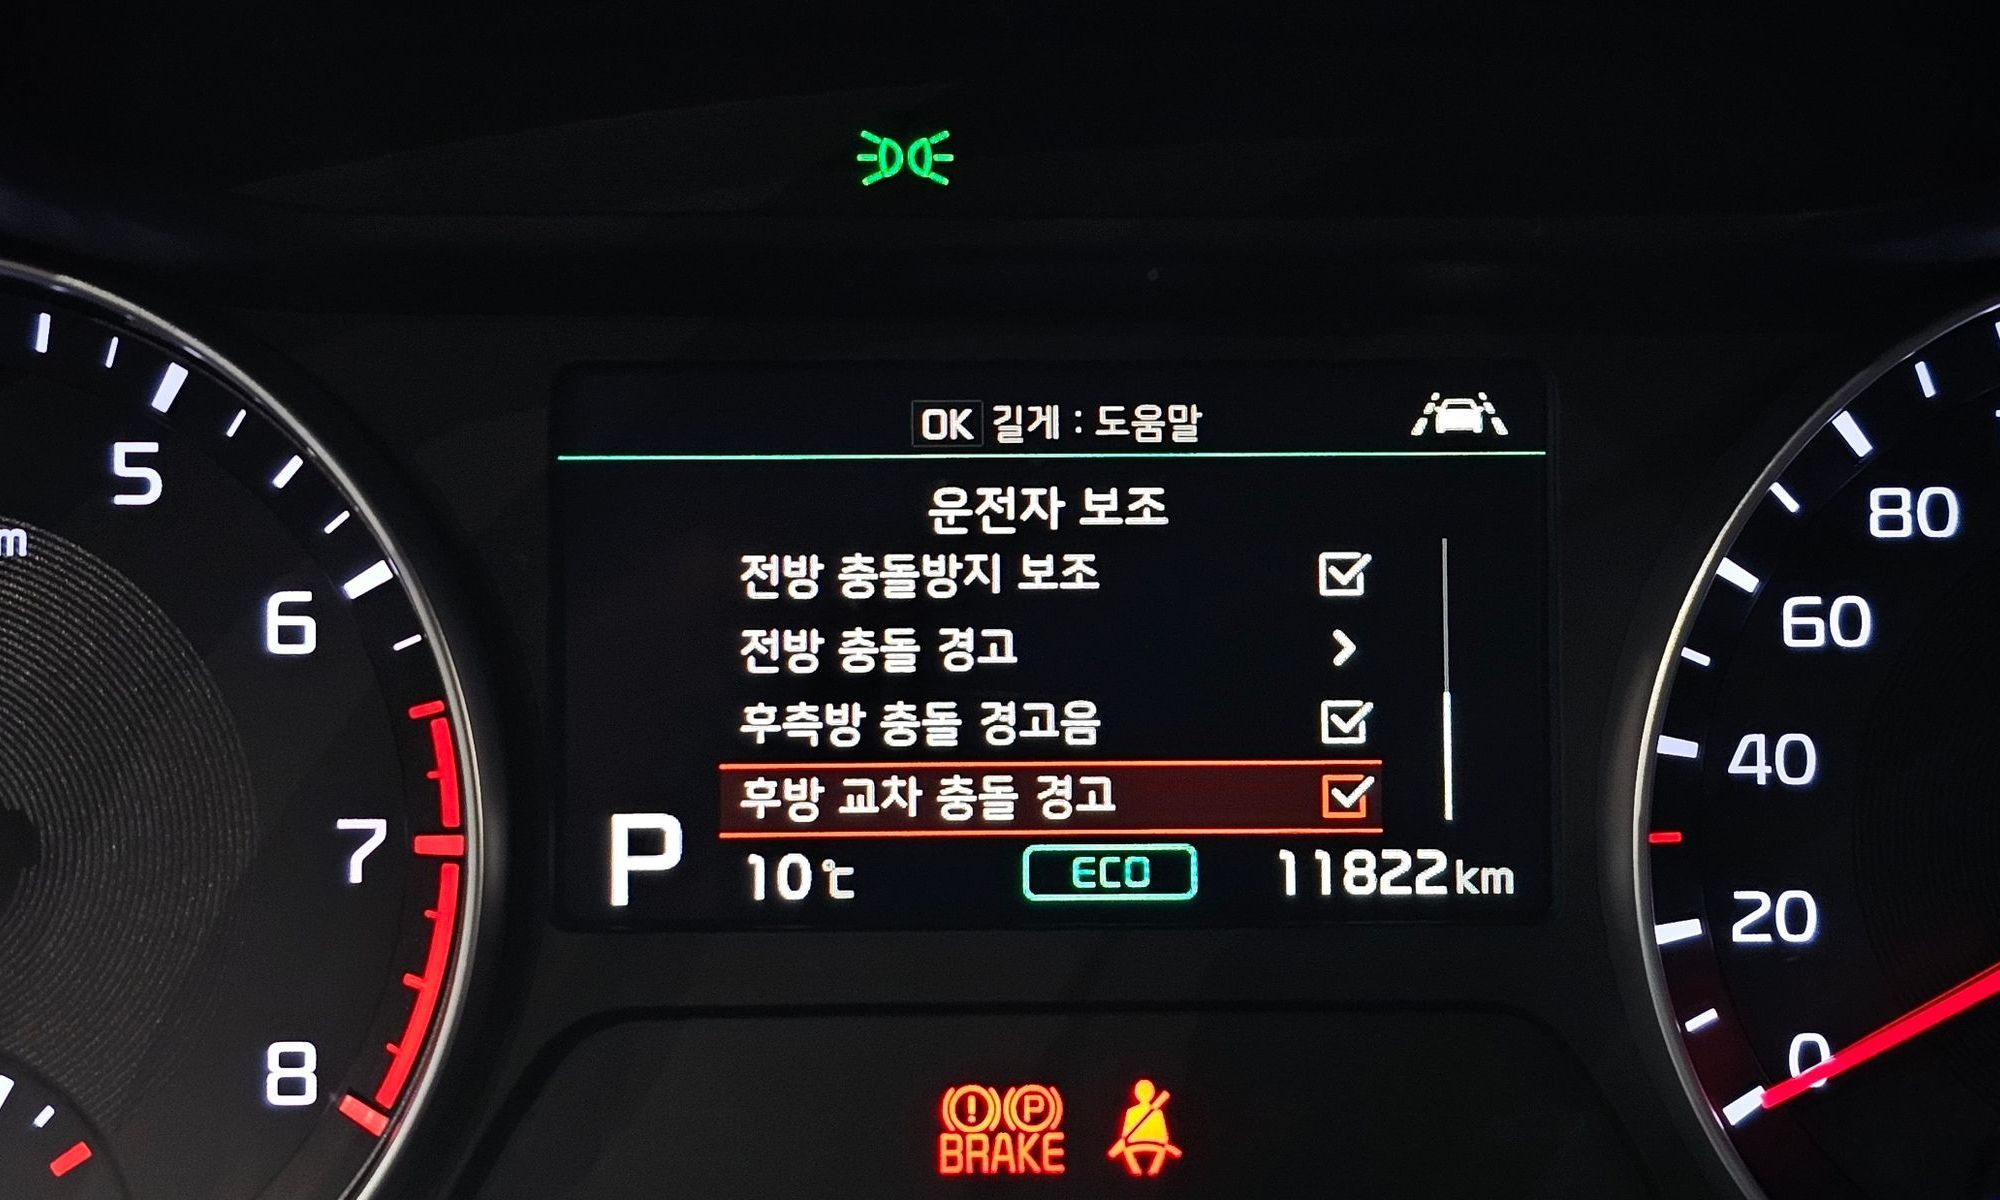 OK 길게 : 도움말
운전자 보조
전방 충돌방지 보조
전방 충돌 경고
후측방 충돌 경고음
후방 교차 충돌 경고
P
10℃ ECO 11822km
5
6
7
8
m
80
60
40
20
0
! P
BRAKE